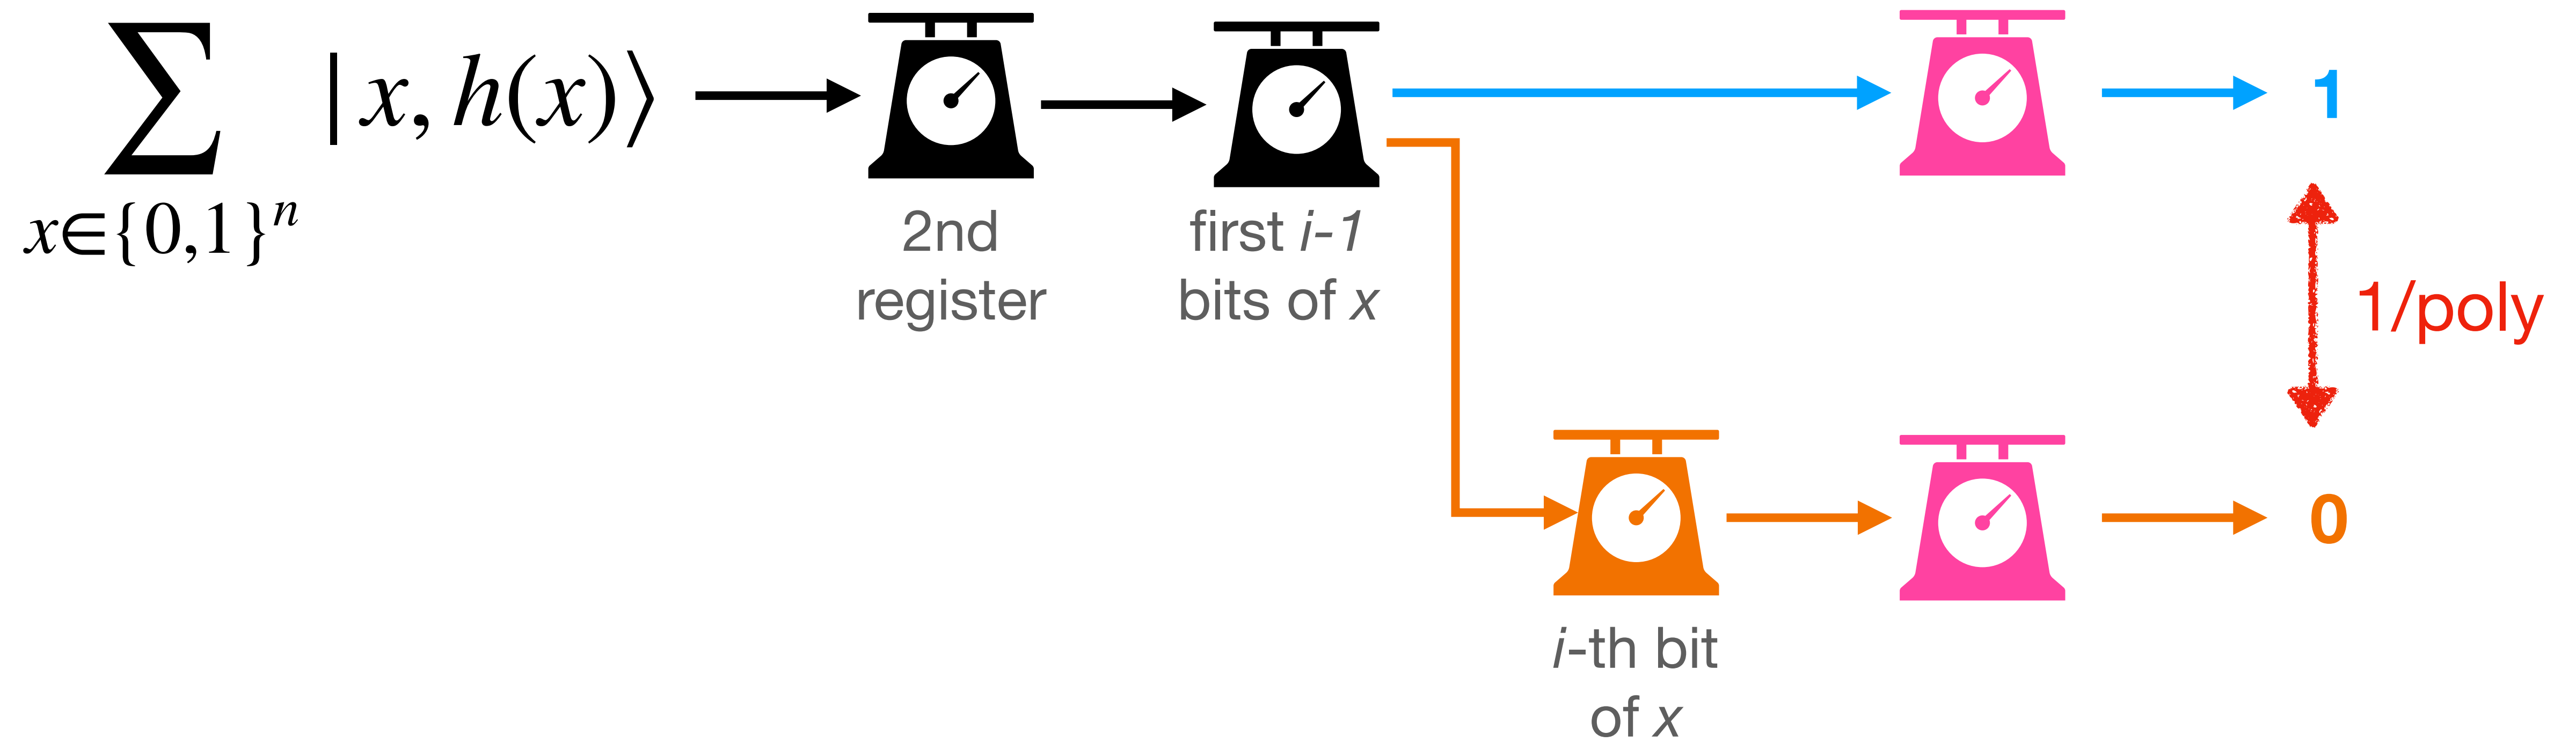 ∑ | x, h(x)⟩
x∈{0,1}ⁿ
2nd
register
first i-1
bits of x
1
1/poly
0
i-th bit
of x